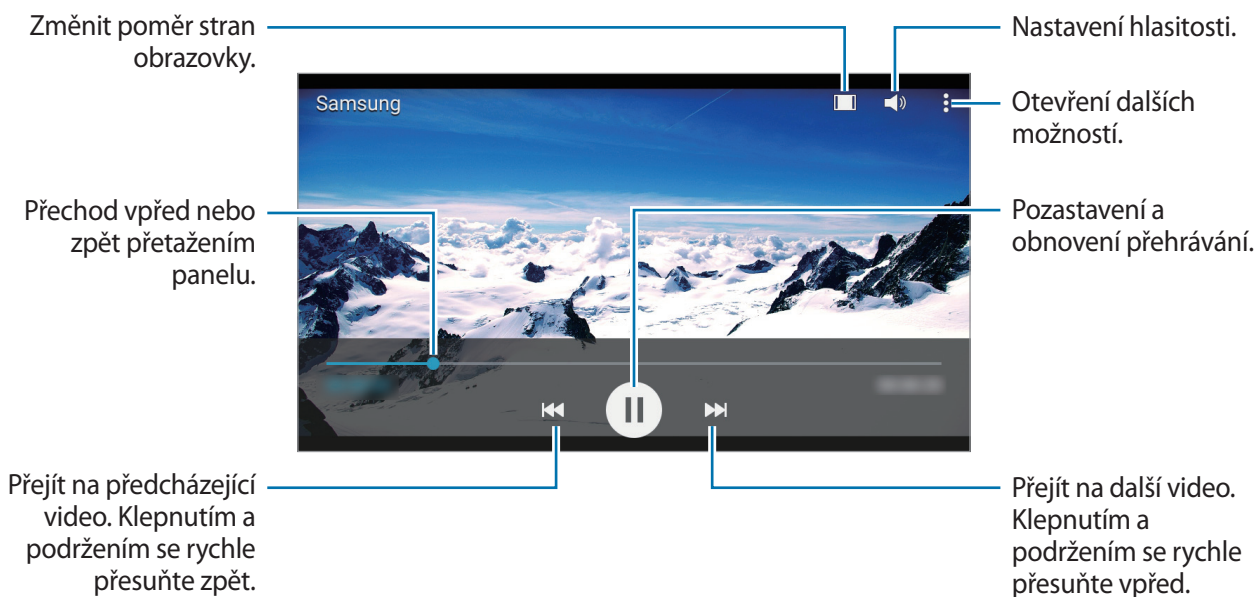 Změnit poměr stran
obrazovky.
Nastavení hlasitosti.
Samsung
Otevření dalších
možností.
Přechod vpřed nebo
zpět přetažením
panelu.
Pozastavení a
obnovení přehrávání.
Přejít na předcházející
video. Klepnutím a
podržením se rychle
přesuňte zpět.
Přejít na další video.
Klepnutím a
podržením se rychle
přesuňte vpřed.